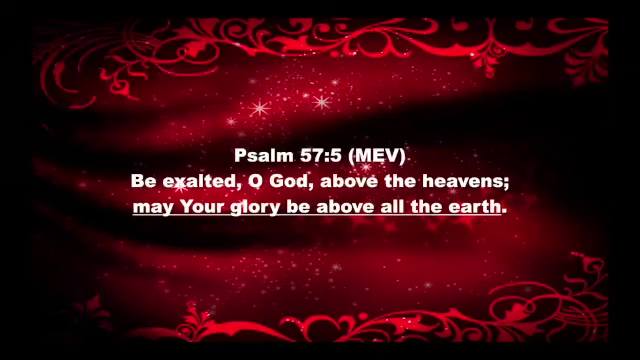 Psalm 57:5 (MEV)
Be exalted, O God, above the heavens;
may Your glory be above all the earth.